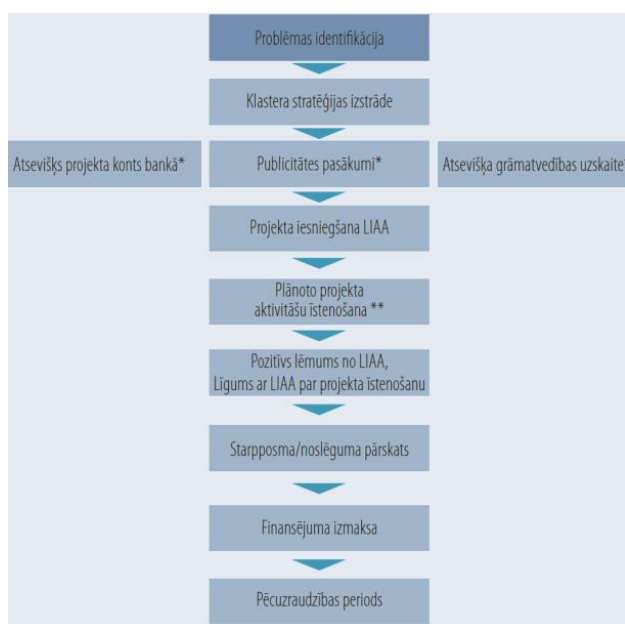 Problēmas identifikācija
Klastera stratēģijas izstrāde
Atsevišķs projekta konts bankā*
Publicitātes pasākumi*
Atsevišķa grāmatvedības uzskaite*
Projekta iesniegšana LIAA
Plānoto projekta
aktivitāšu īstenošana **
Pozitīvs lēmums no LIAA,
Līgums ar LIAA par projekta īstenošanu
Starpposma/noslēguma pārskats
Finansējuma izmaksa
Pēcuzraudzības periods